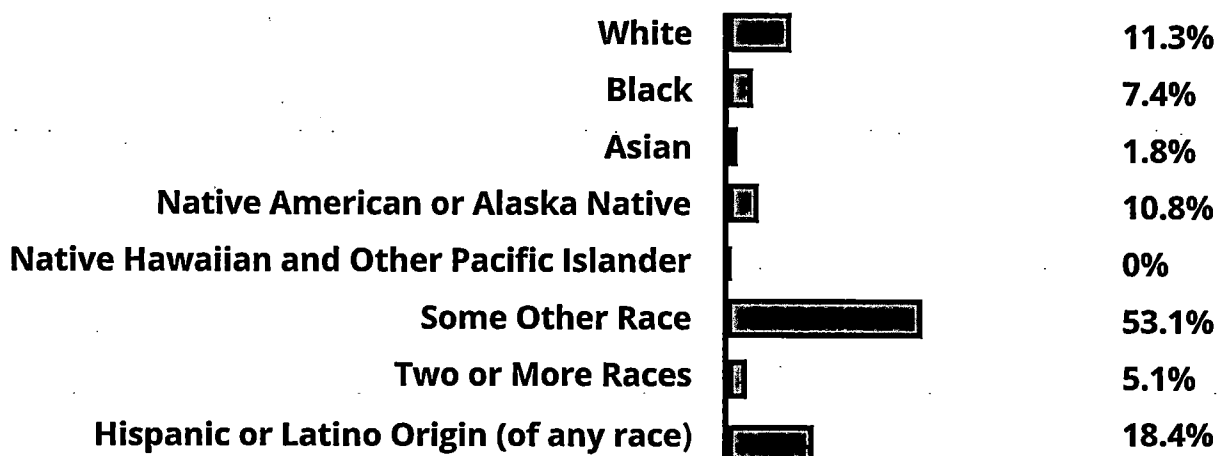 White 11.3%
Black 7.4%
Asian 1.8%
Native American or Alaska Native 10.8%
Native Hawaiian and Other Pacific Islander 0%
Some Other Race 53.1%
Two or More Races 5.1%
Hispanic or Latino Origin (of any race) 18.4%